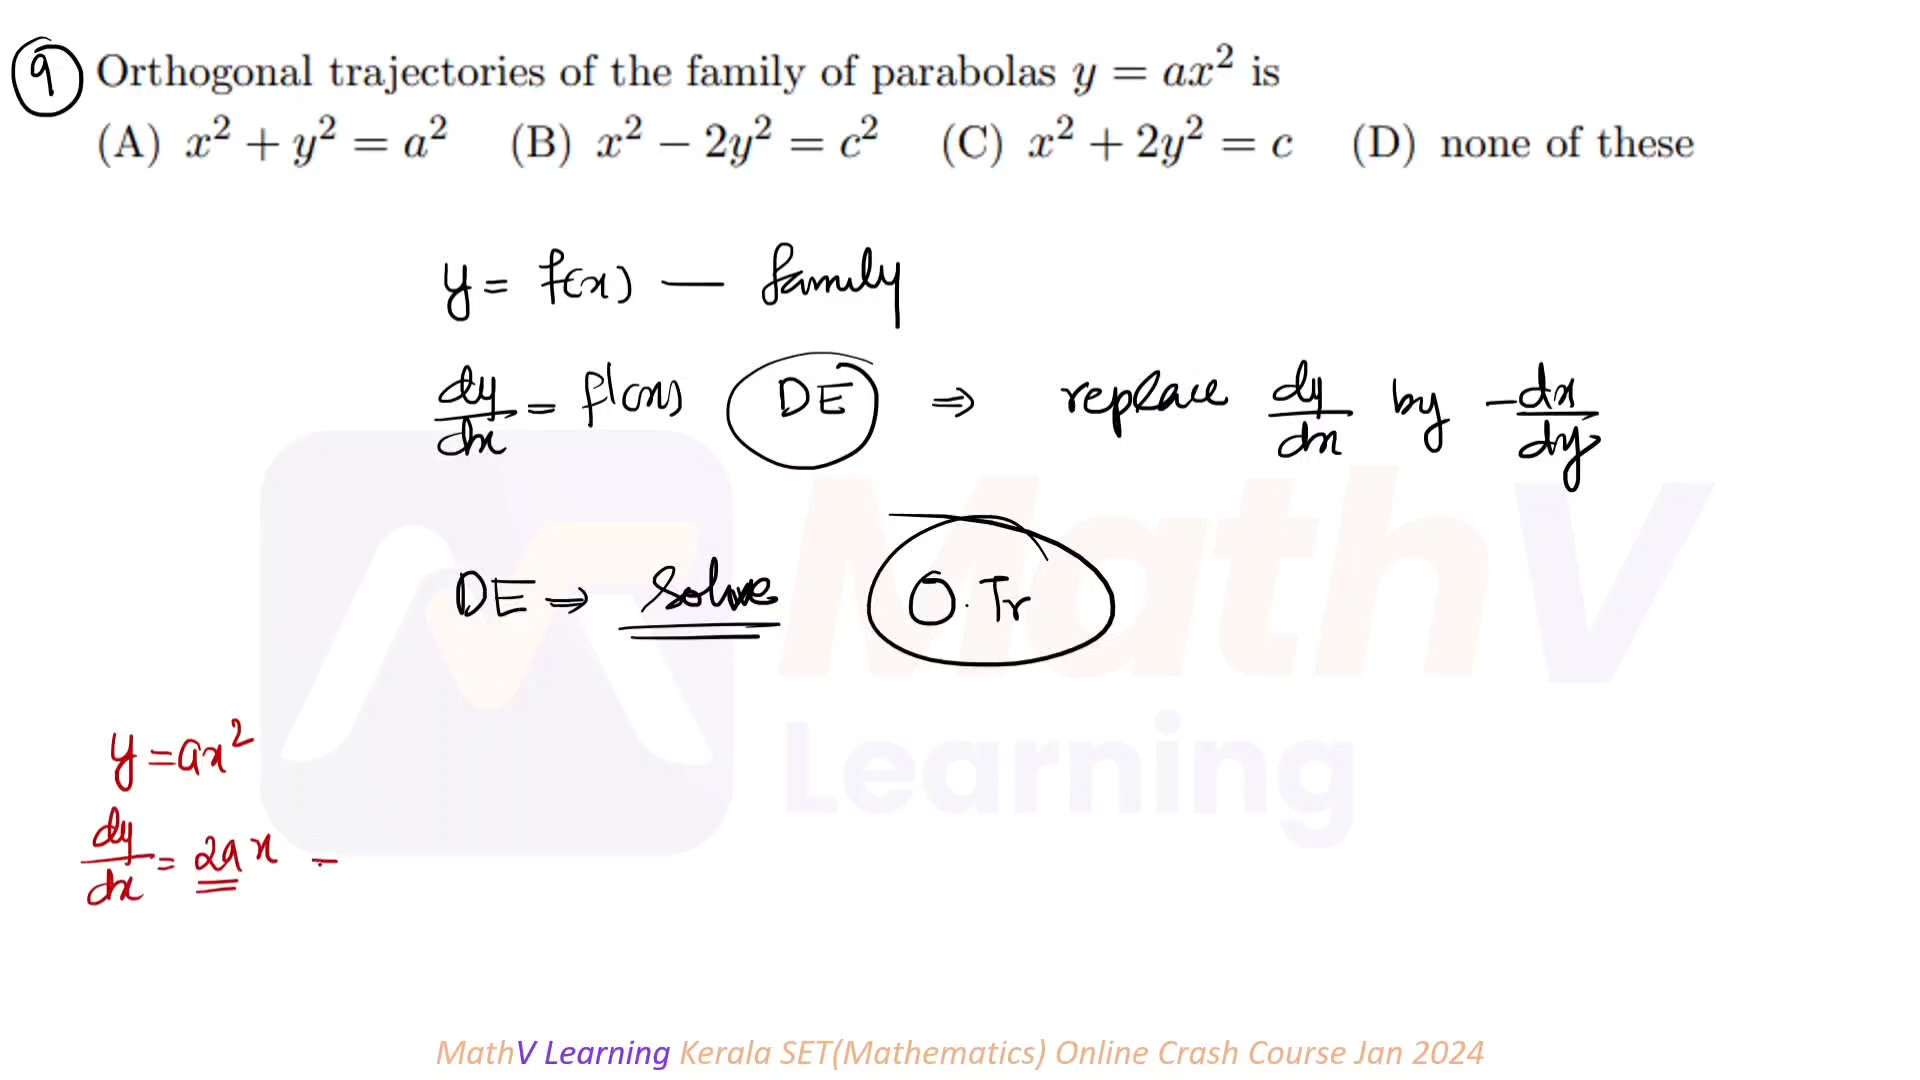 9 Orthogonal trajectories of the family of parabolas y = ax² is
(A) x² + y² = a² (B) x² − 2y² = c² (C) x² + 2y² = c (D) none of these
y = f(x) — family
dy/dx = f'(x) DE ⇒ replace dy/dx by -dx/dy
DE ⇒ Solve O.Tr
MathV
Learning
y = ax²
dy/dx = 2ax -
MathV Learning Kerala SET(Mathematics) Online Crash Course Jan 2024